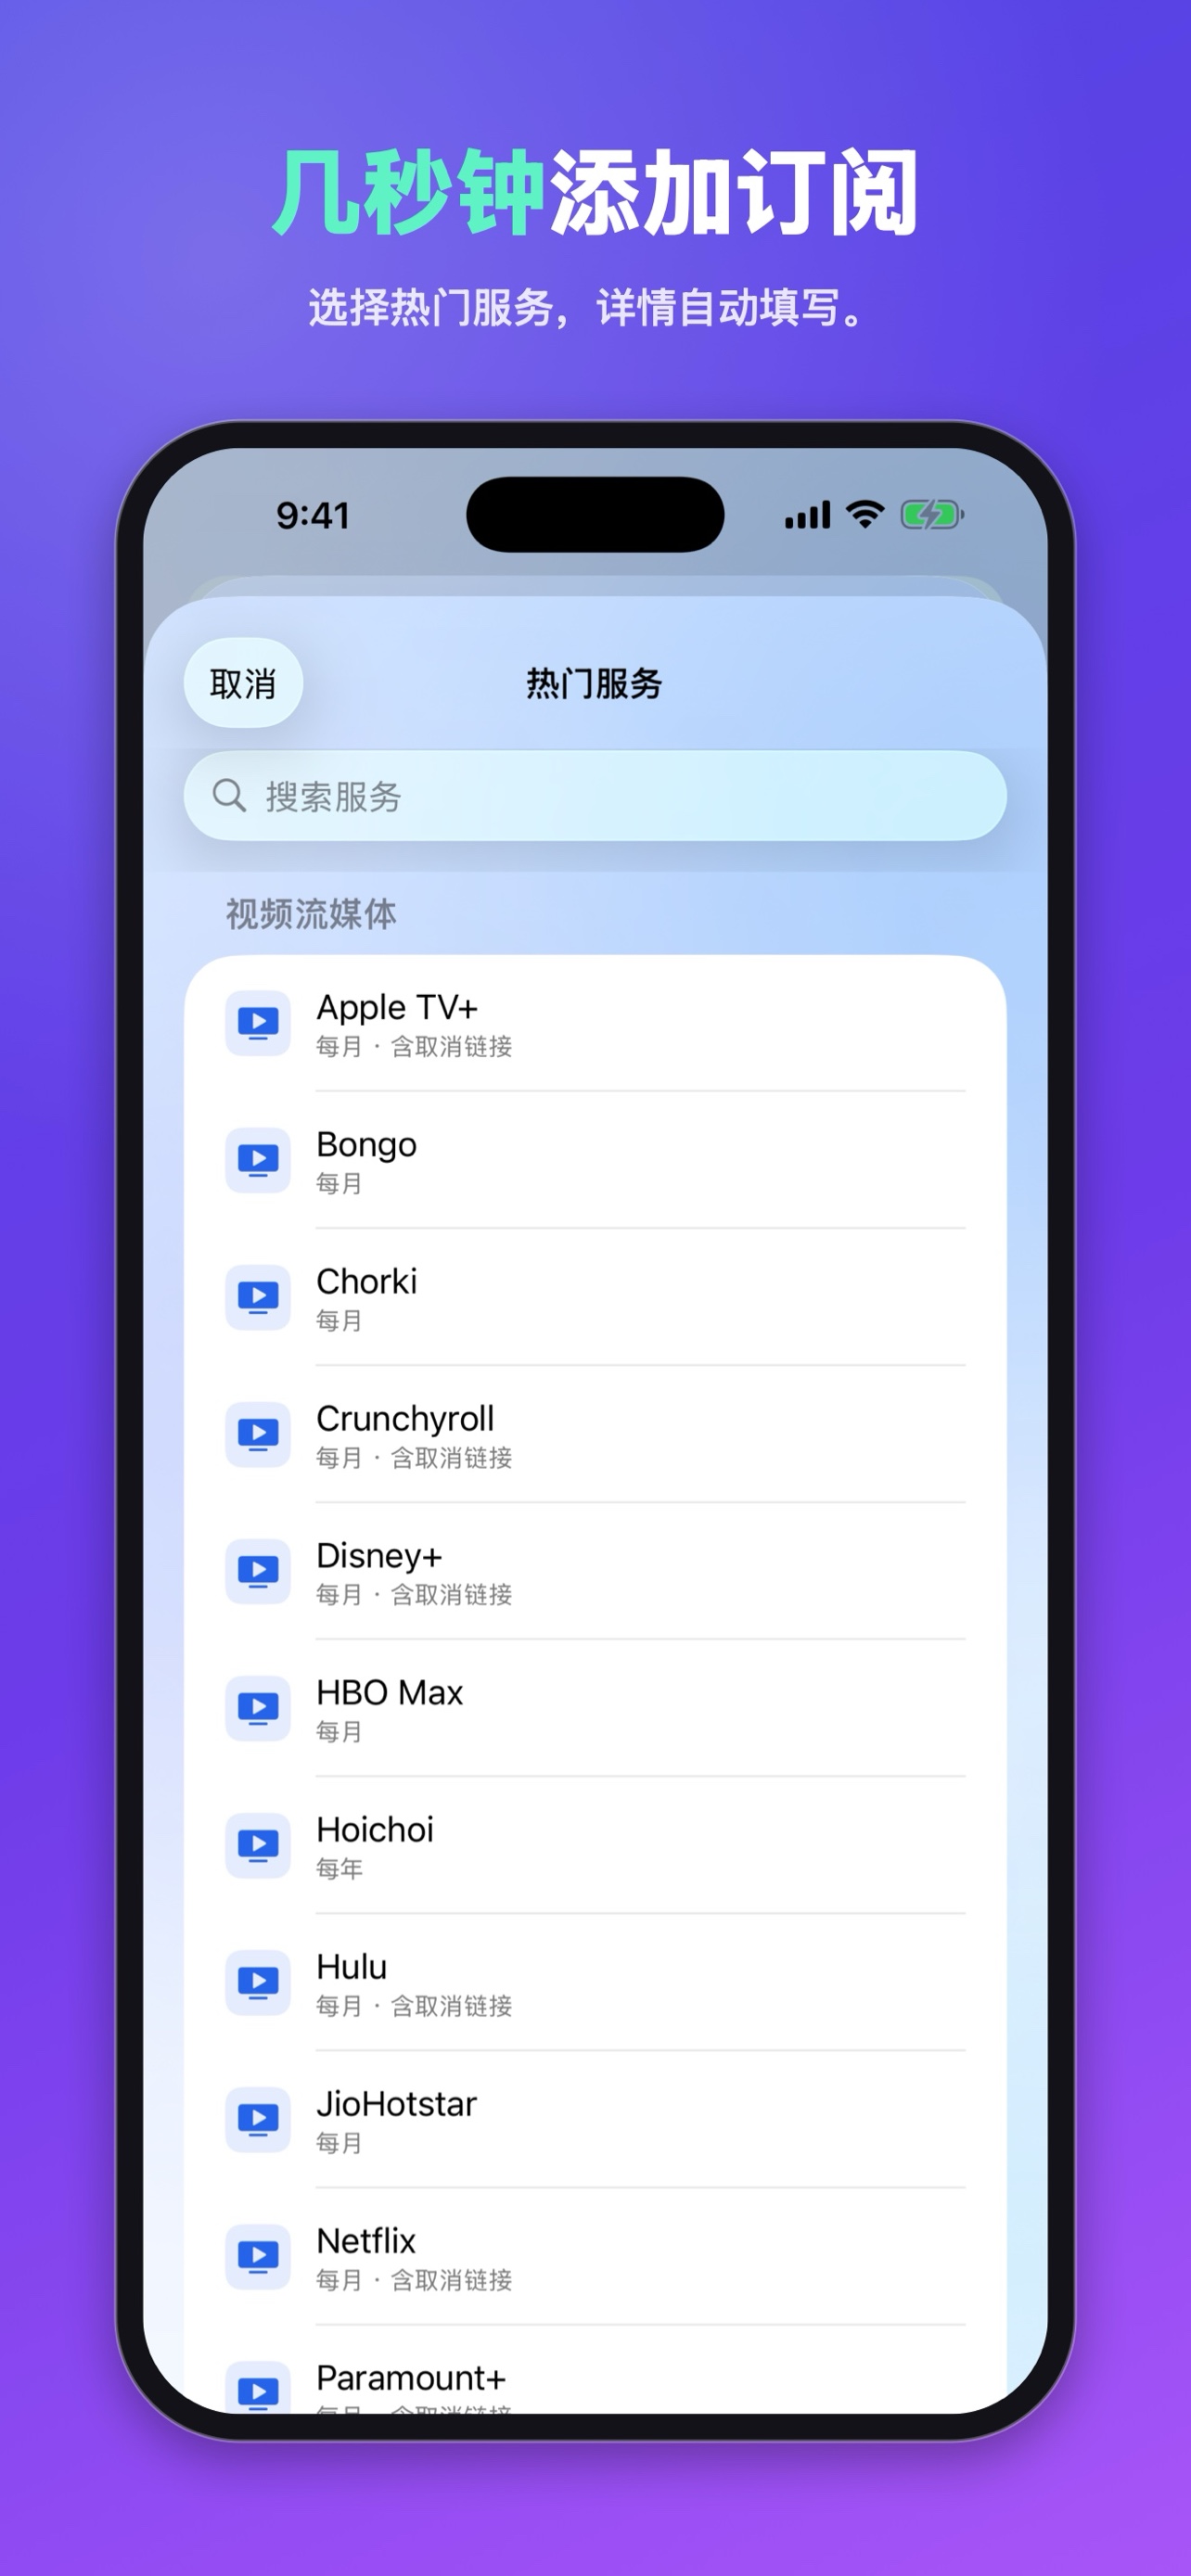 几秒钟添加订阅
选择热门服务，详情自动填写。
9:41
取消
热门服务
搜索服务
视频流媒体
Apple TV+
每月 · 含取消链接
Bongo
每月
Chorki
每月
Crunchyroll
每月 · 含取消链接
Disney+
每月 · 含取消链接
HBO Max
每月
Hoichoi
每年
Hulu
每月 · 含取消链接
JioHotstar
每月
Netflix
每月 · 含取消链接
Paramount+